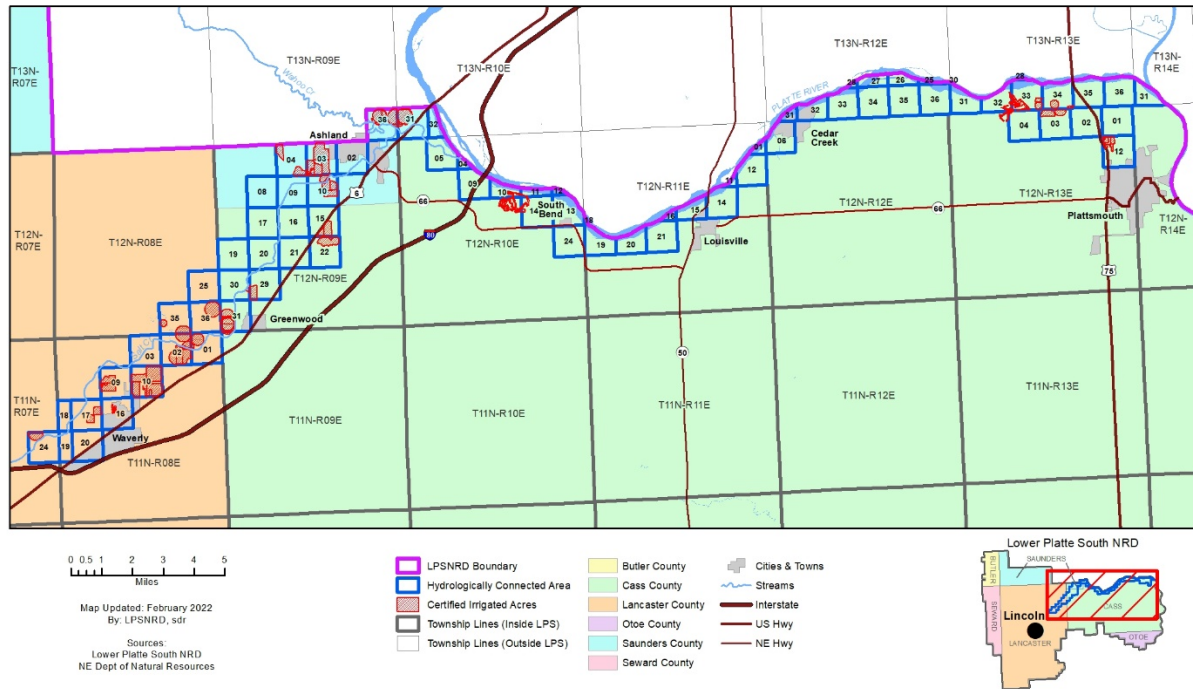 T13N-
R07E
T13N-R09E
Wahoo Cr
T13N-R10E
T13N-R12E
T13N-R13E
T13N-
R14E
PLATTE RIVER
28 27 26 25 30 28
31 32 33 34 35 36 31 32 33 34 35 36 31
36 31 32
Ashland
04 03 02
05 04
01 06
Cedar
Creek
04 03 02 01
12
08 09 10
6
66
09 10 11 12
14 13 18
South
Bend
T12N-R11E
11 12
16 15 14
T12N-R12E
66
T12N-R13E
Plattsmouth
T12N-
R14E
T12N-
R07E
T12N-R08E
17 16 15
19 20 21 22
T12N-R09E
80
T12N-R10E
24 19 20 21
Louisville
25 30 29
75
35 36 31
Greenwood
03 02 01
Salt Cr
50
09 10
T11N-
R07E
18 17 16
24 19 20
Waverly
T11N-R08E
T11N-R09E
T11N-R10E
T11N-R11E
T11N-R12E
T11N-R13E
0 0.5 1 2 3 4 5
Miles
Map Updated: February 2022
By: LPSNRD, sdr
Sources:
Lower Platte South NRD
NE Dept of Natural Resources
LPSNRD Boundary
Hydrologically Connected Area
Certified Irrigated Acres
Township Lines (Inside LPS)
Township Lines (Outside LPS)
Butler County
Cass County
Lancaster County
Otoe County
Saunders County
Seward County
Cities & Towns
Streams
Interstate
US Hwy
NE Hwy
Lower Platte South NRD
SAUNDERS
BUTLER
SEWARD
Lincoln
LANCASTER
CASS
OTOE